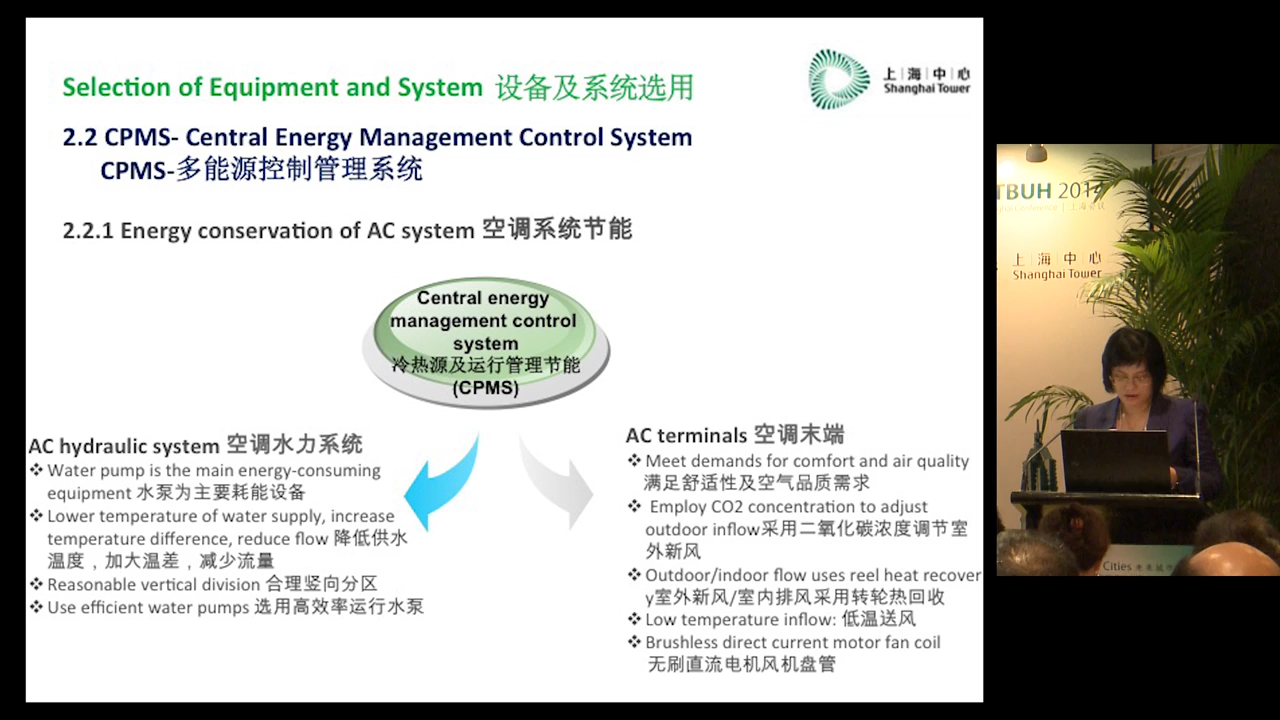 Selection of Equipment and System 设备及系统选用
上海中心
Shanghai Tower
2.2 CPMS- Central Energy Management Control System
CPMS-多能源控制管理系统
2.2.1 Energy conservation of AC system 空调系统节能
Central energy
management control
system
冷热源及运行管理节能
(CPMS)
AC hydraulic system 空调水力系统
❖ Water pump is the main energy-consuming
equipment 水泵为主要耗能设备
❖ Lower temperature of water supply, increase
temperature difference, reduce flow 降低供水
温度，加大温差，减少流量
❖ Reasonable vertical division 合理竖向分区
❖ Use efficient water pumps 选用高效率运行水泵
AC terminals 空调末端
❖ Meet demands for comfort and air quality
满足舒适性及空气品质需求
❖ Employ CO2 concentration to adjust
outdoor inflow采用二氧化碳浓度调节室
外新风
❖ Outdoor/indoor flow uses reel heat recover
y室外新风/室内排风采用转轮热回收
❖ Low temperature inflow: 低温送风
❖ Brushless direct current motor fan coil
无刷直流电机风机盘管
TBUH 2014
上海中心
Shanghai Tower
Cities